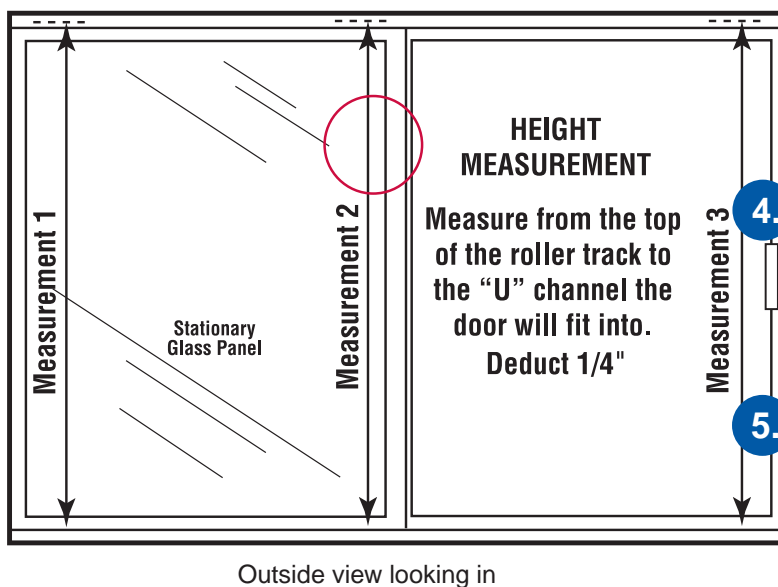 Measurement 1
Stationary
Glass Panel
Measurement 2
HEIGHT
MEASUREMENT
Measure from the top
of the roller track to
the “U” channel the
door will fit into.
Deduct 1/4"
Measurement 3
4.
5.
Outside view looking in